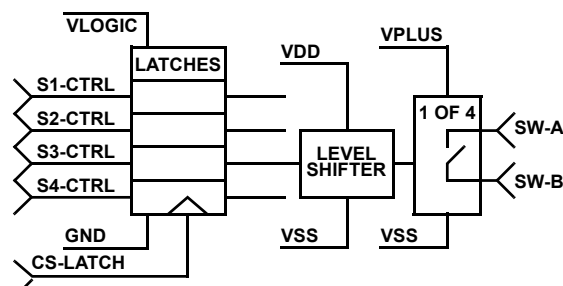 VLOGIC
LATCHES
VDD
VPLUS
S1-CTRL
S2-CTRL
S3-CTRL
S4-CTRL
1 OF 4
SW-A
LEVEL
SHIFTER
SW-B
GND
VSS
VSS
CS-LATCH